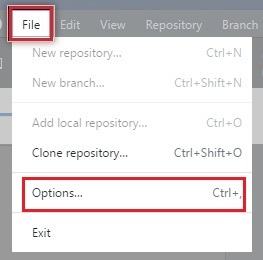 File Edit View Repository Branch
New repository... Ctrl+N
New branch... Ctrl+Shift+N
Add local repository... Ctrl+O
Clone repository... Ctrl+Shift+O
Options... Ctrl+,
Exit